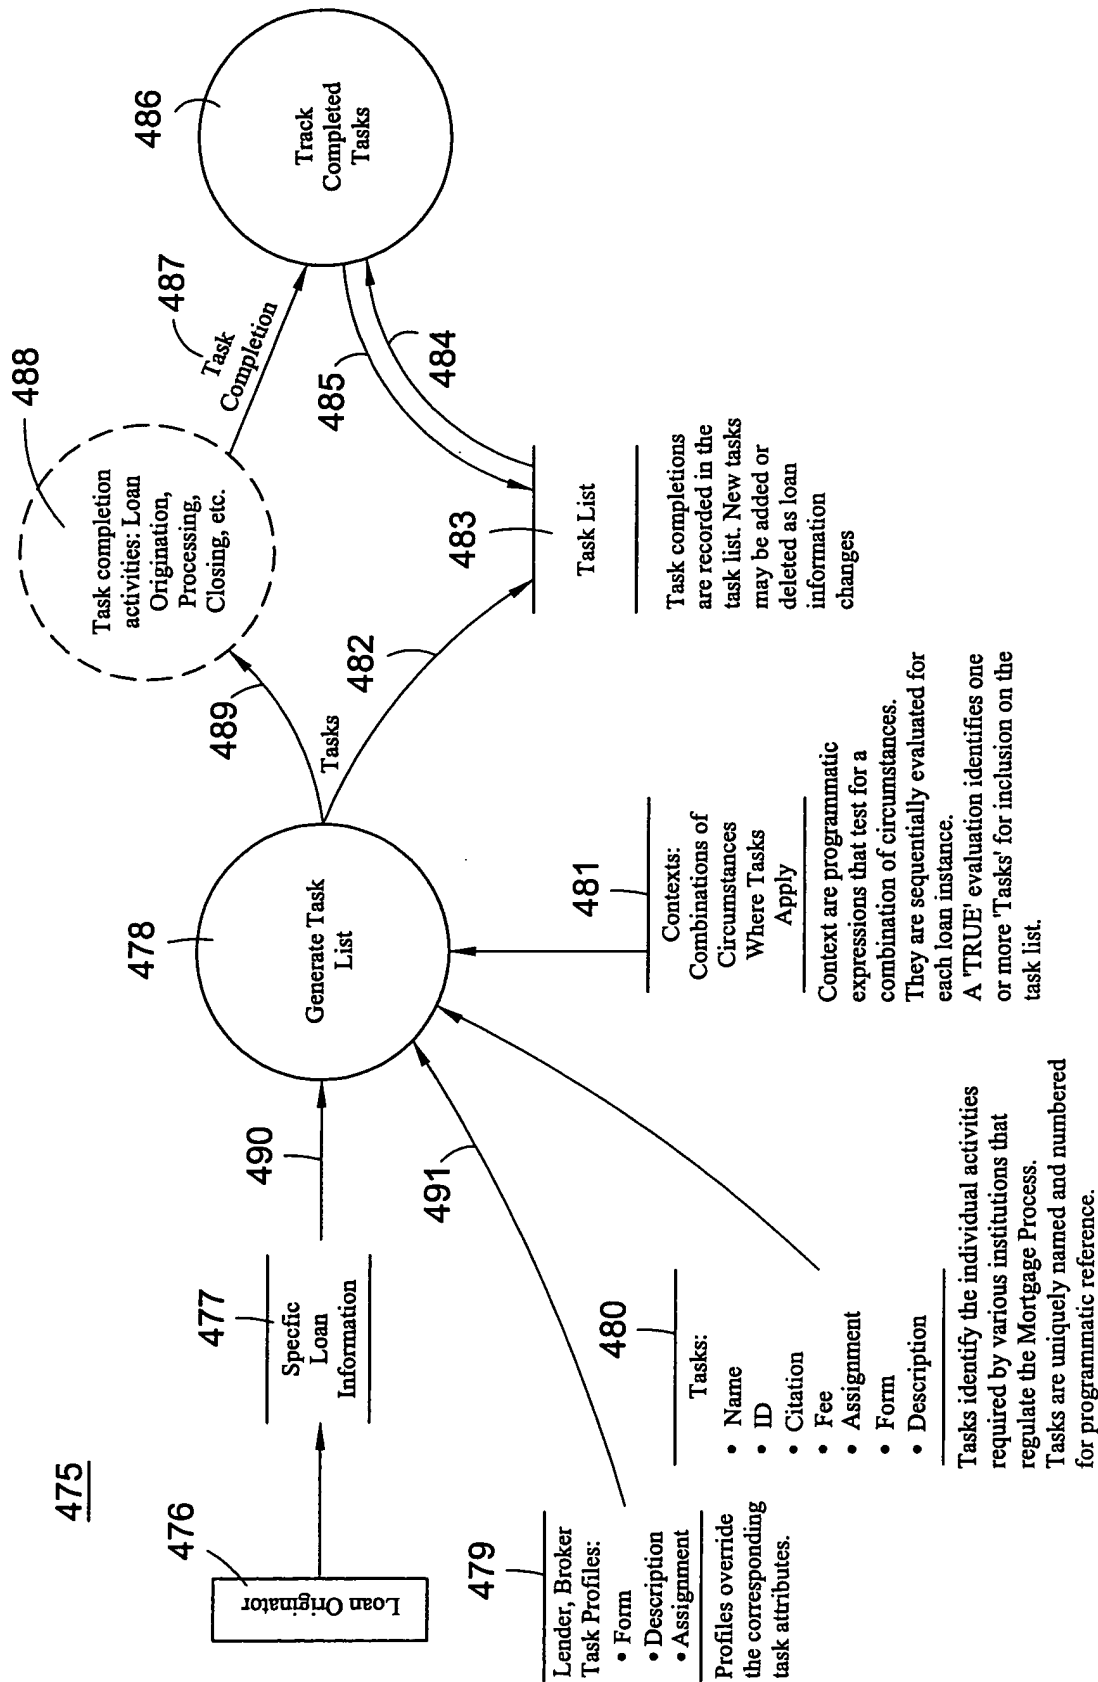 475
476
Loan Originator
477
Specfic
Loan
Information
490
478
Generate Task
List
479
Lender, Broker
Task Profiles:
• Form
• Description
• Assignment
Profiles override
the corresponding
task attributes.
491
480
Tasks:
• Name
• ID
• Citation
• Fee
• Assignment
• Form
• Description
Tasks identify the individual activities
required by various institutions that
regulate the Mortgage Process.
Tasks are uniquely named and numbered
for programmatic reference.
481
Contexts:
Combinations of
Circumstances
Where Tasks
Apply
Context are programmatic
expressions that test for a
combination of circumstances.
They are sequentially evaluated for
each loan instance.
A 'TRUE' evaluation identifies one
or more 'Tasks' for inclusion on the
task list.
489
Tasks
482
488
Task completion
activities: Loan
Origination,
Processing,
Closing, etc.
487
Task
Completion
483
Task List
Task completions
are recorded in the
task list. New tasks
may be added or
deleted as loan
information
changes
485
484
486
Track
Completed
Tasks